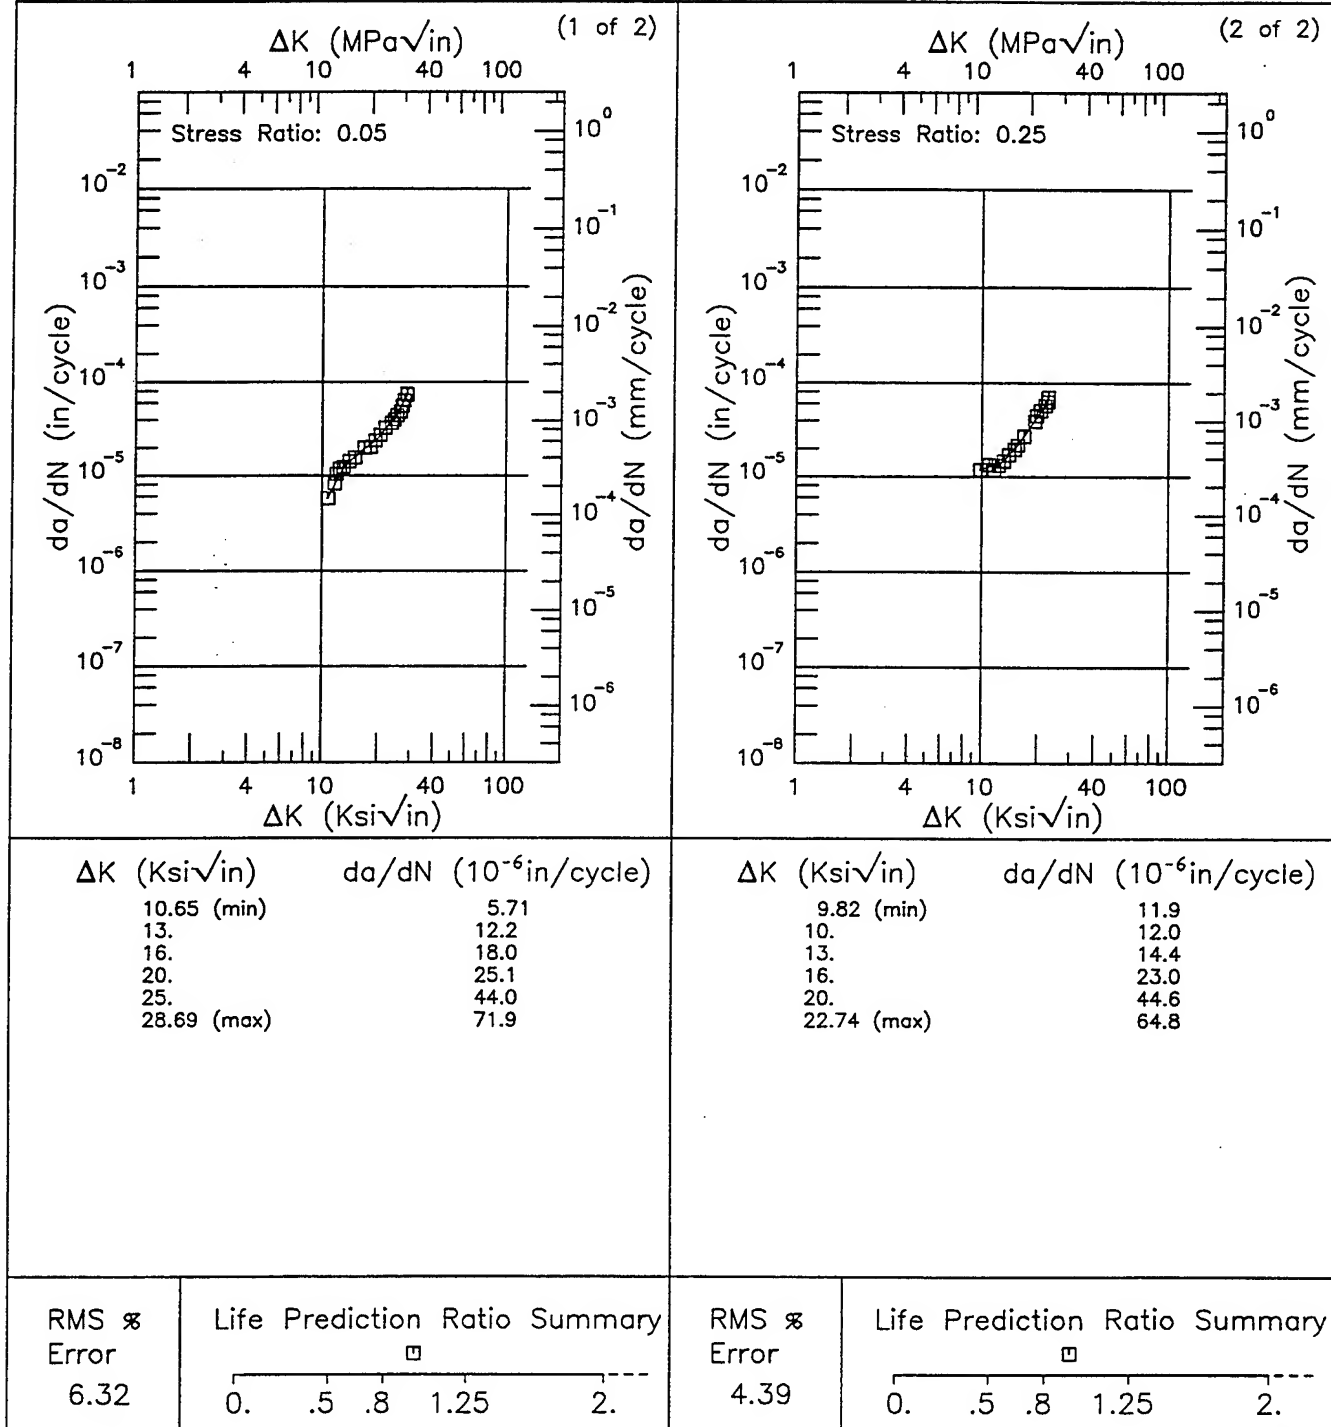 (1 of 2)
ΔK (MPa√in)
1 4 10 40 100
Stress Ratio: 0.05
10⁻²
10⁻³
10⁻⁴
10⁻⁵
10⁻⁶
10⁻⁷
10⁻⁸
da/dN (in/cycle)
10⁰
10⁻¹
10⁻²
10⁻³
10⁻⁴
10⁻⁵
10⁻⁶
da/dN (mm/cycle)
1 4 10 40 100
ΔK (Ksi√in)
ΔK (Ksi√in) da/dN (10⁻⁶in/cycle)
10.65 (min) 5.71
13. 12.2
16. 18.0
20. 25.1
25. 44.0
28.69 (max) 71.9
RMS %
Error
6.32
Life Prediction Ratio Summary
0. .5 .8 1.25 2.
(2 of 2)
ΔK (MPa√in)
1 4 10 40 100
Stress Ratio: 0.25
10⁻²
10⁻³
10⁻⁴
10⁻⁵
10⁻⁶
10⁻⁷
10⁻⁸
da/dN (in/cycle)
10⁰
10⁻¹
10⁻²
10⁻³
10⁻⁴
10⁻⁵
10⁻⁶
da/dN (mm/cycle)
1 4 10 40 100
ΔK (Ksi√in)
ΔK (Ksi√in) da/dN (10⁻⁶in/cycle)
9.82 (min) 11.9
10. 12.0
13. 14.4
16. 23.0
20. 44.6
22.74 (max) 64.8
RMS %
Error
4.39
Life Prediction Ratio Summary
0. .5 .8 1.25 2.